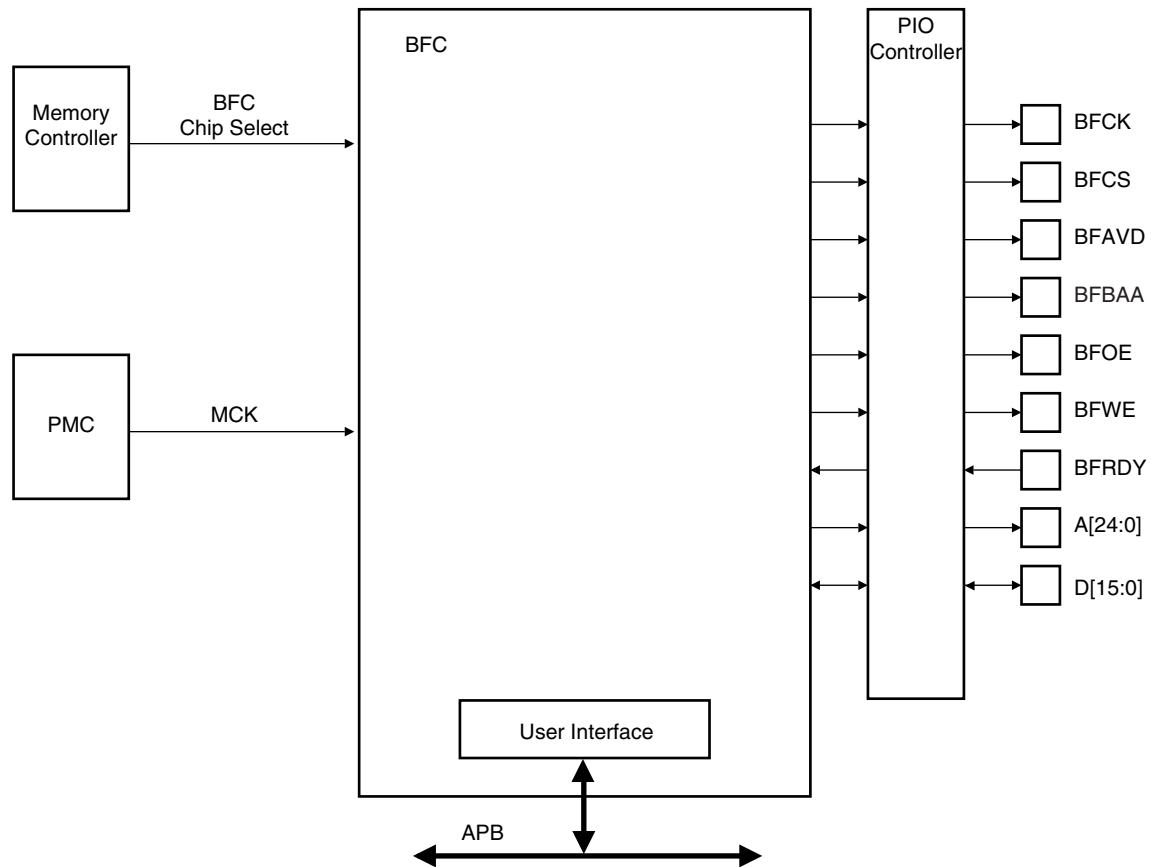 BFC
PIO
Controller
Memory
Controller
BFC
Chip Select
PMC
MCK
BFCK
BFCS
BFAVD
BFBAA
BFOE
BFWE
BFRDY
A[24:0]
D[15:0]
User Interface
APB